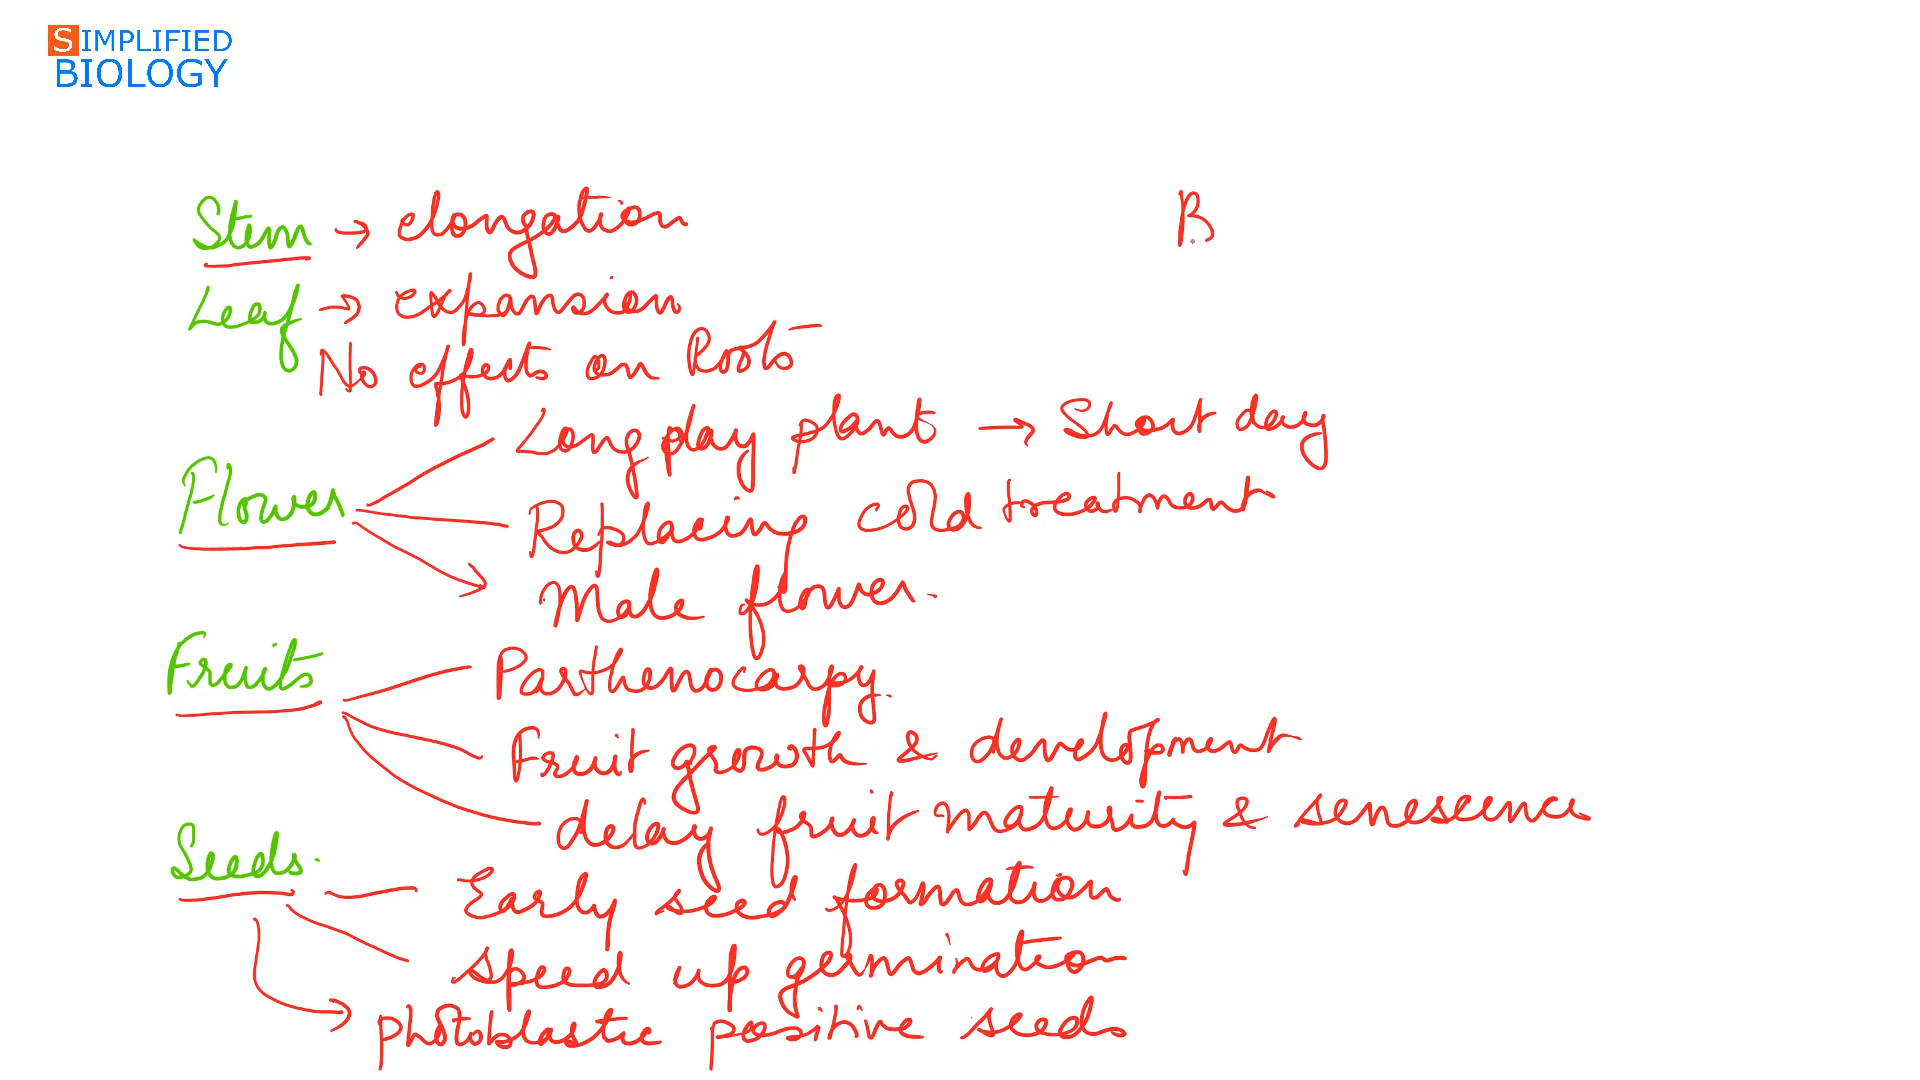 SIMPLIFIED
BIOLOGY
Stem → elongation
B
Leaf → expansion
No effects on Roots
Flower
Long day plant → Short day
Replacing cold treatment
Male flower.
Fruits
Parthenocarpy.
Fruit growth & development
delay fruit maturity & senescence
Seeds.
Early seed formation
Speed up germination
photoblastic positive seeds